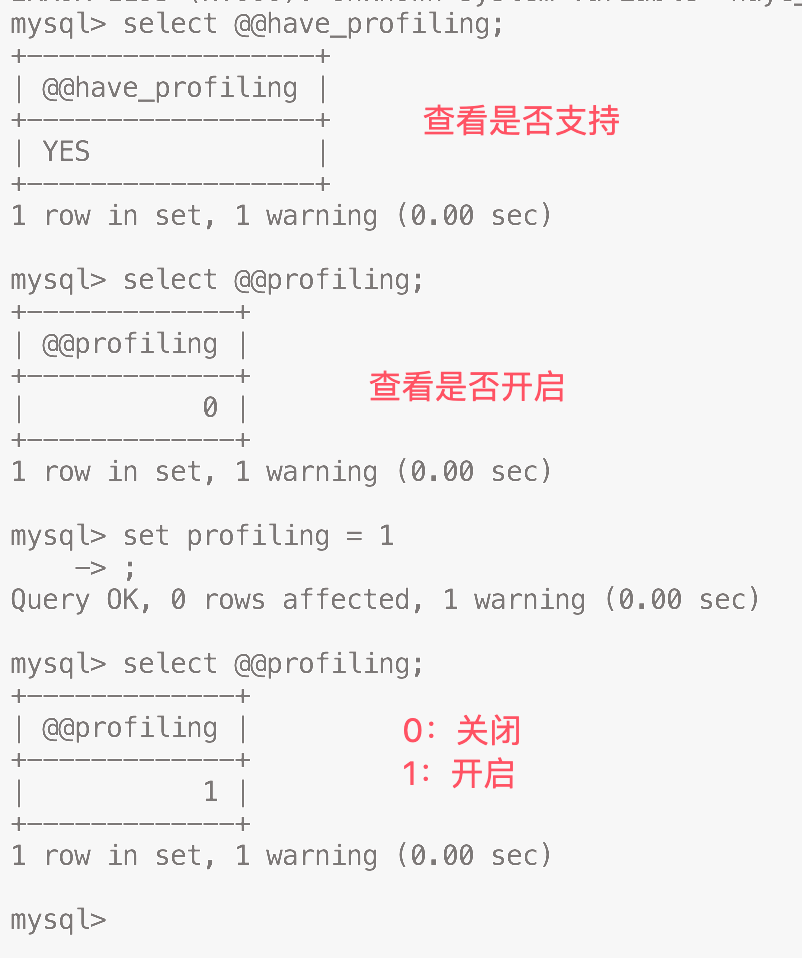 mysql> select @@have_profiling;
+------------------+
| @@have_profiling |
+------------------+
查看是否支持
| YES              |
+------------------+
1 row in set, 1 warning (0.00 sec)
mysql> select @@profiling;
+-------------+
| @@profiling |
+-------------+
查看是否开启
|           0 |
+-------------+
1 row in set, 1 warning (0.00 sec)
mysql> set profiling = 1
    -> ;
Query OK, 0 rows affected, 1 warning (0.00 sec)
mysql> select @@profiling;
+-------------+
| @@profiling |
0：关闭
+-------------+
1：开启
|           1 |
+-------------+
1 row in set, 1 warning (0.00 sec)
mysql>